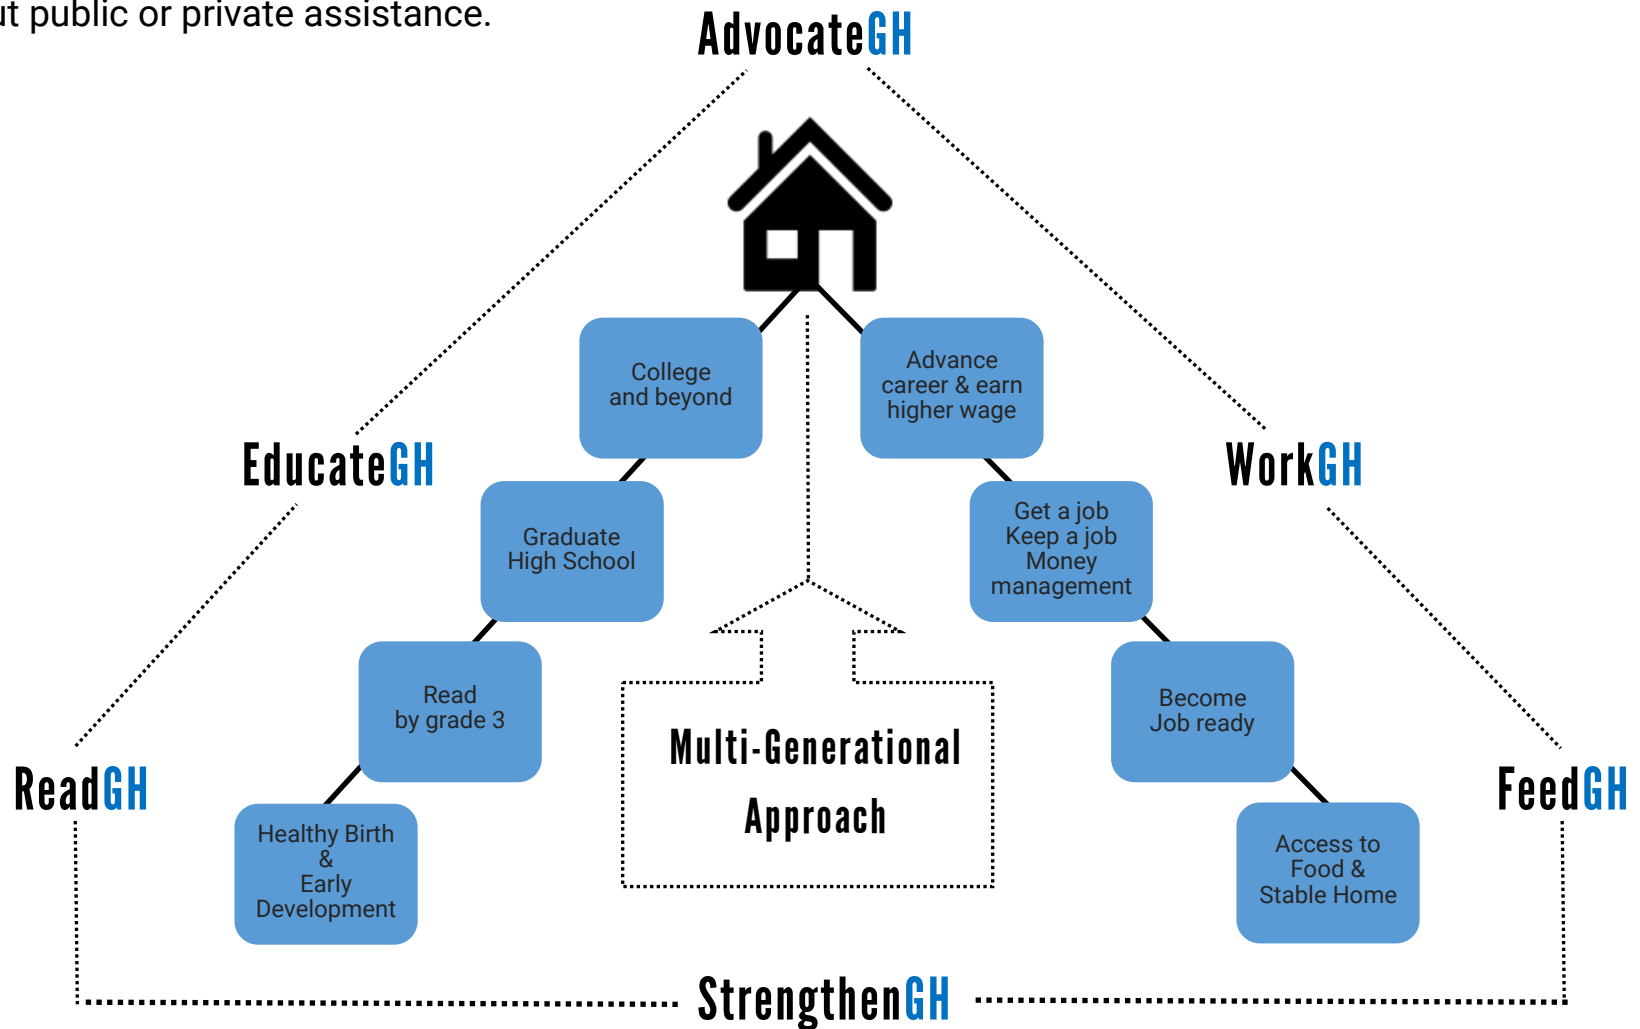 ut public or private assistance.
AdvocateGH
College
and beyond
Advance
career & earn
higher wage
EducateGH
WorkGH
Graduate
High School
Get a job
Keep a job
Money
management
Read
by grade 3
Become
Job ready
Multi-Generational
Approach
ReadGH
FeedGH
Healthy Birth
&
Early
Development
Access to
Food &
Stable Home
StrengthenGH